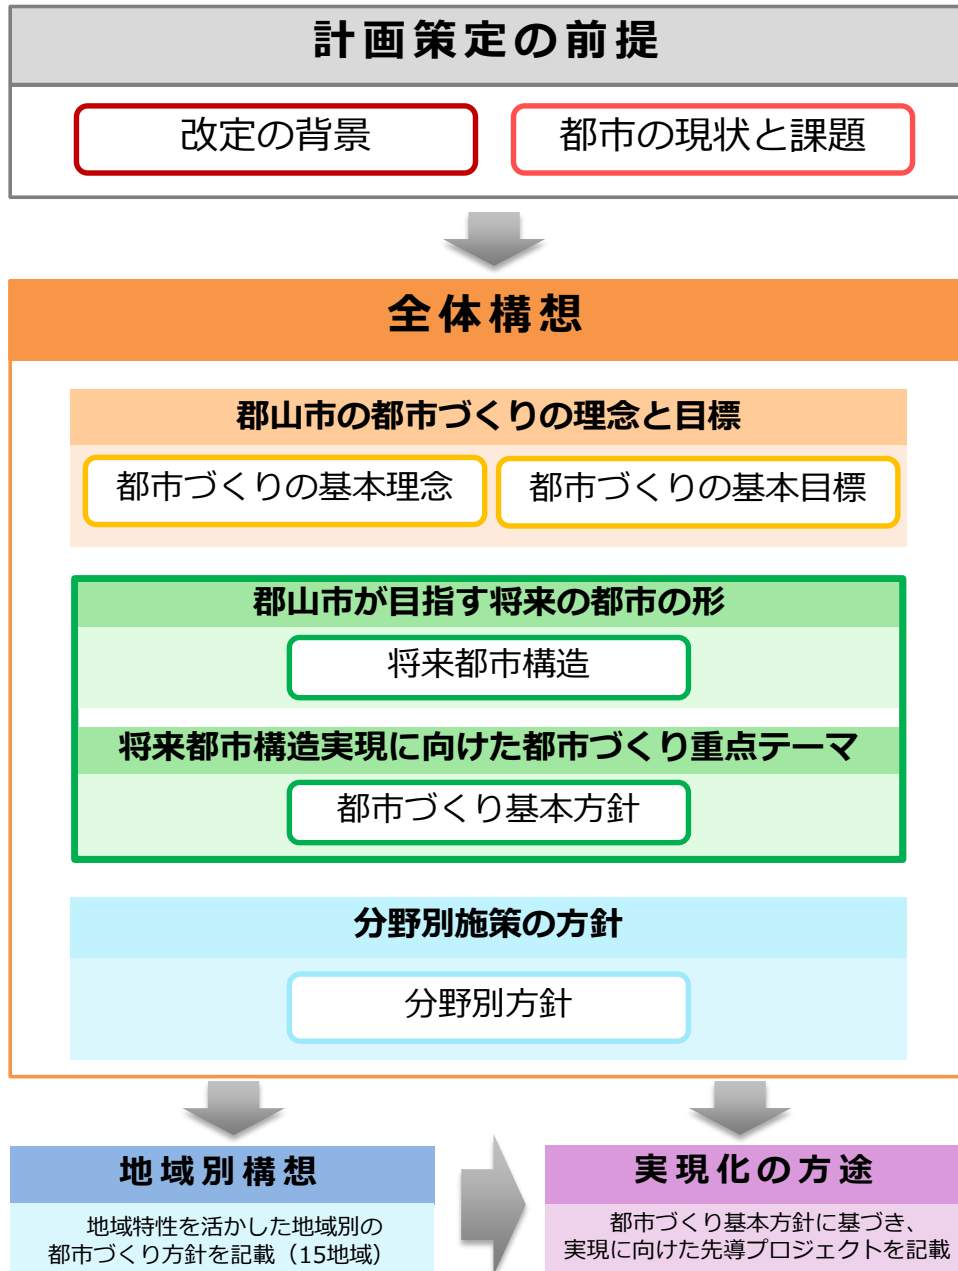 計画策定の前提
改定の背景
都市の現状と課題
全体構想
郡山市の都市づくりの理念と目標
都市づくりの基本理念
都市づくりの基本目標
郡山市が目指す将来の都市の形
将来都市構造
将来都市構造実現に向けた都市づくり重点テーマ
都市づくり基本方針
分野別施策の方針
分野別方針
地域別構想
地域特性を活かした地域別の
都市づくり方針を記載（15地域）
実現化の方途
都市づくり基本方針に基づき、
実現に向けた先導プロジェクトを記載